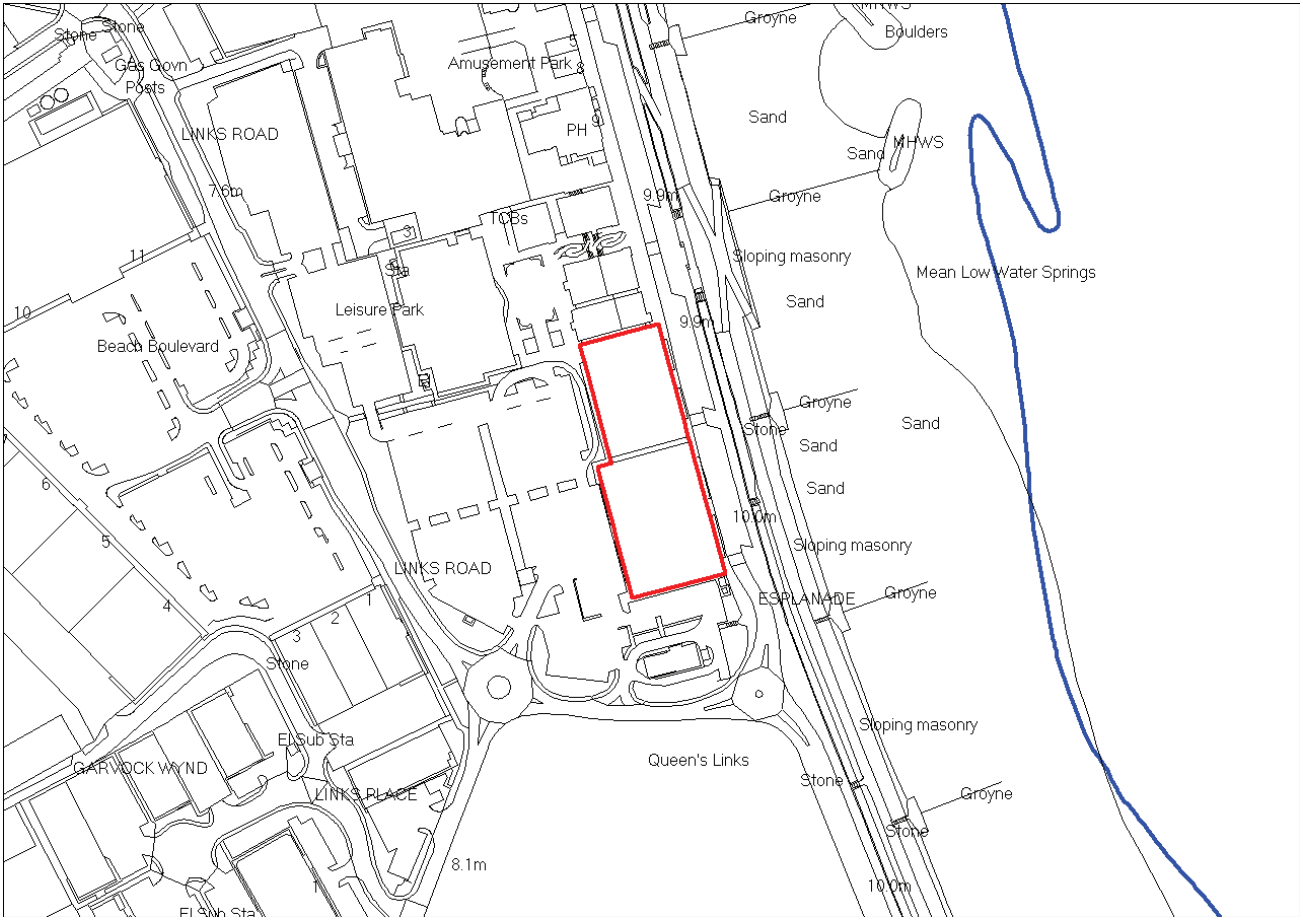 MHWS
Groyne
Stone
Stone
Boulders
5
Gas Govn
Amusement Park
8
Posts
Sand
9
PH
LINKS ROAD
MHWS
Sand
7.6m
9.9m
Groyne
TCBs
3
11
Sloping masonry
Sta
Mean Low Water Springs
Sand
Leisure Park
10
9.9m
Beach Boulevard
Groyne
Sand
Stone
Sand
6
Sand
10.0m
5
Sloping masonry
LINKS ROAD
Groyne
ESPLANADE
4
1
2
3
Stone
Sloping masonry
El Sub Sta
Queen's Links
GARVOCK WYND
Stone
LINKS PLACE
Groyne
Stone
8.1m
1
10.0m
El Sub Sta